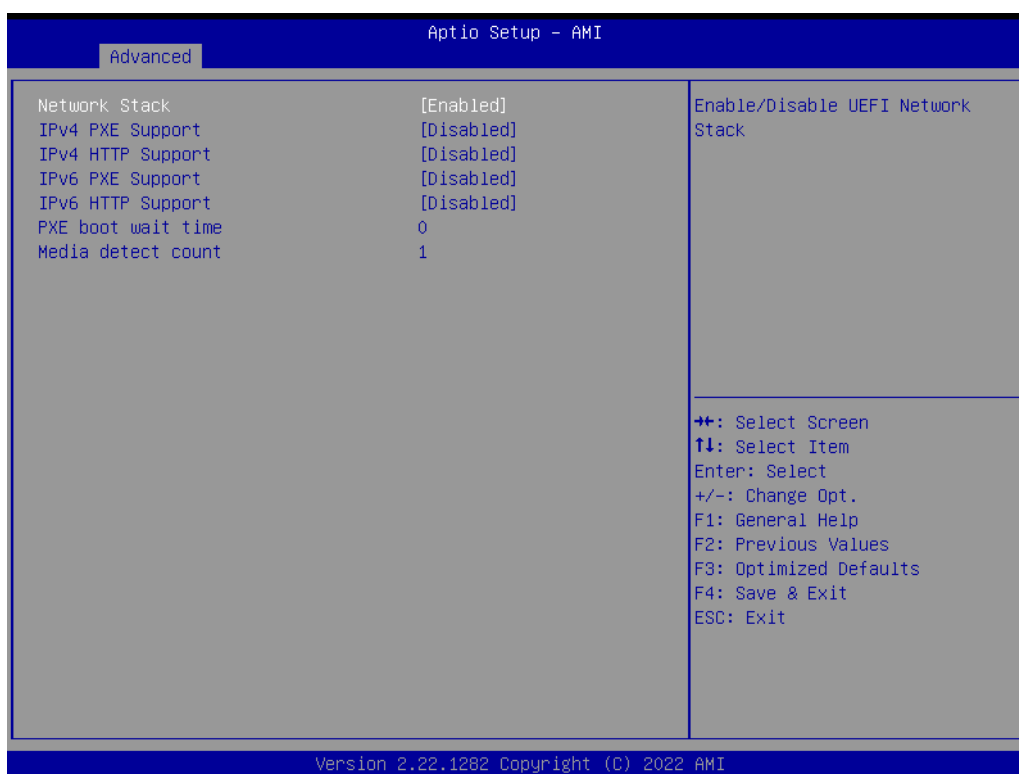 Aptio Setup - AMI
Advanced
Network Stack [Enabled]
IPv4 PXE Support [Disabled]
IPv4 HTTP Support [Disabled]
IPv6 PXE Support [Disabled]
IPv6 HTTP Support [Disabled]
PXE boot wait time 0
Media detect count 1
Enable/Disable UEFI Network
Stack
→←: Select Screen
↑↓: Select Item
Enter: Select
+/-: Change Opt.
F1: General Help
F2: Previous Values
F3: Optimized Defaults
F4: Save & Exit
ESC: Exit
Version 2.22.1282 Copyright (C) 2022 AMI